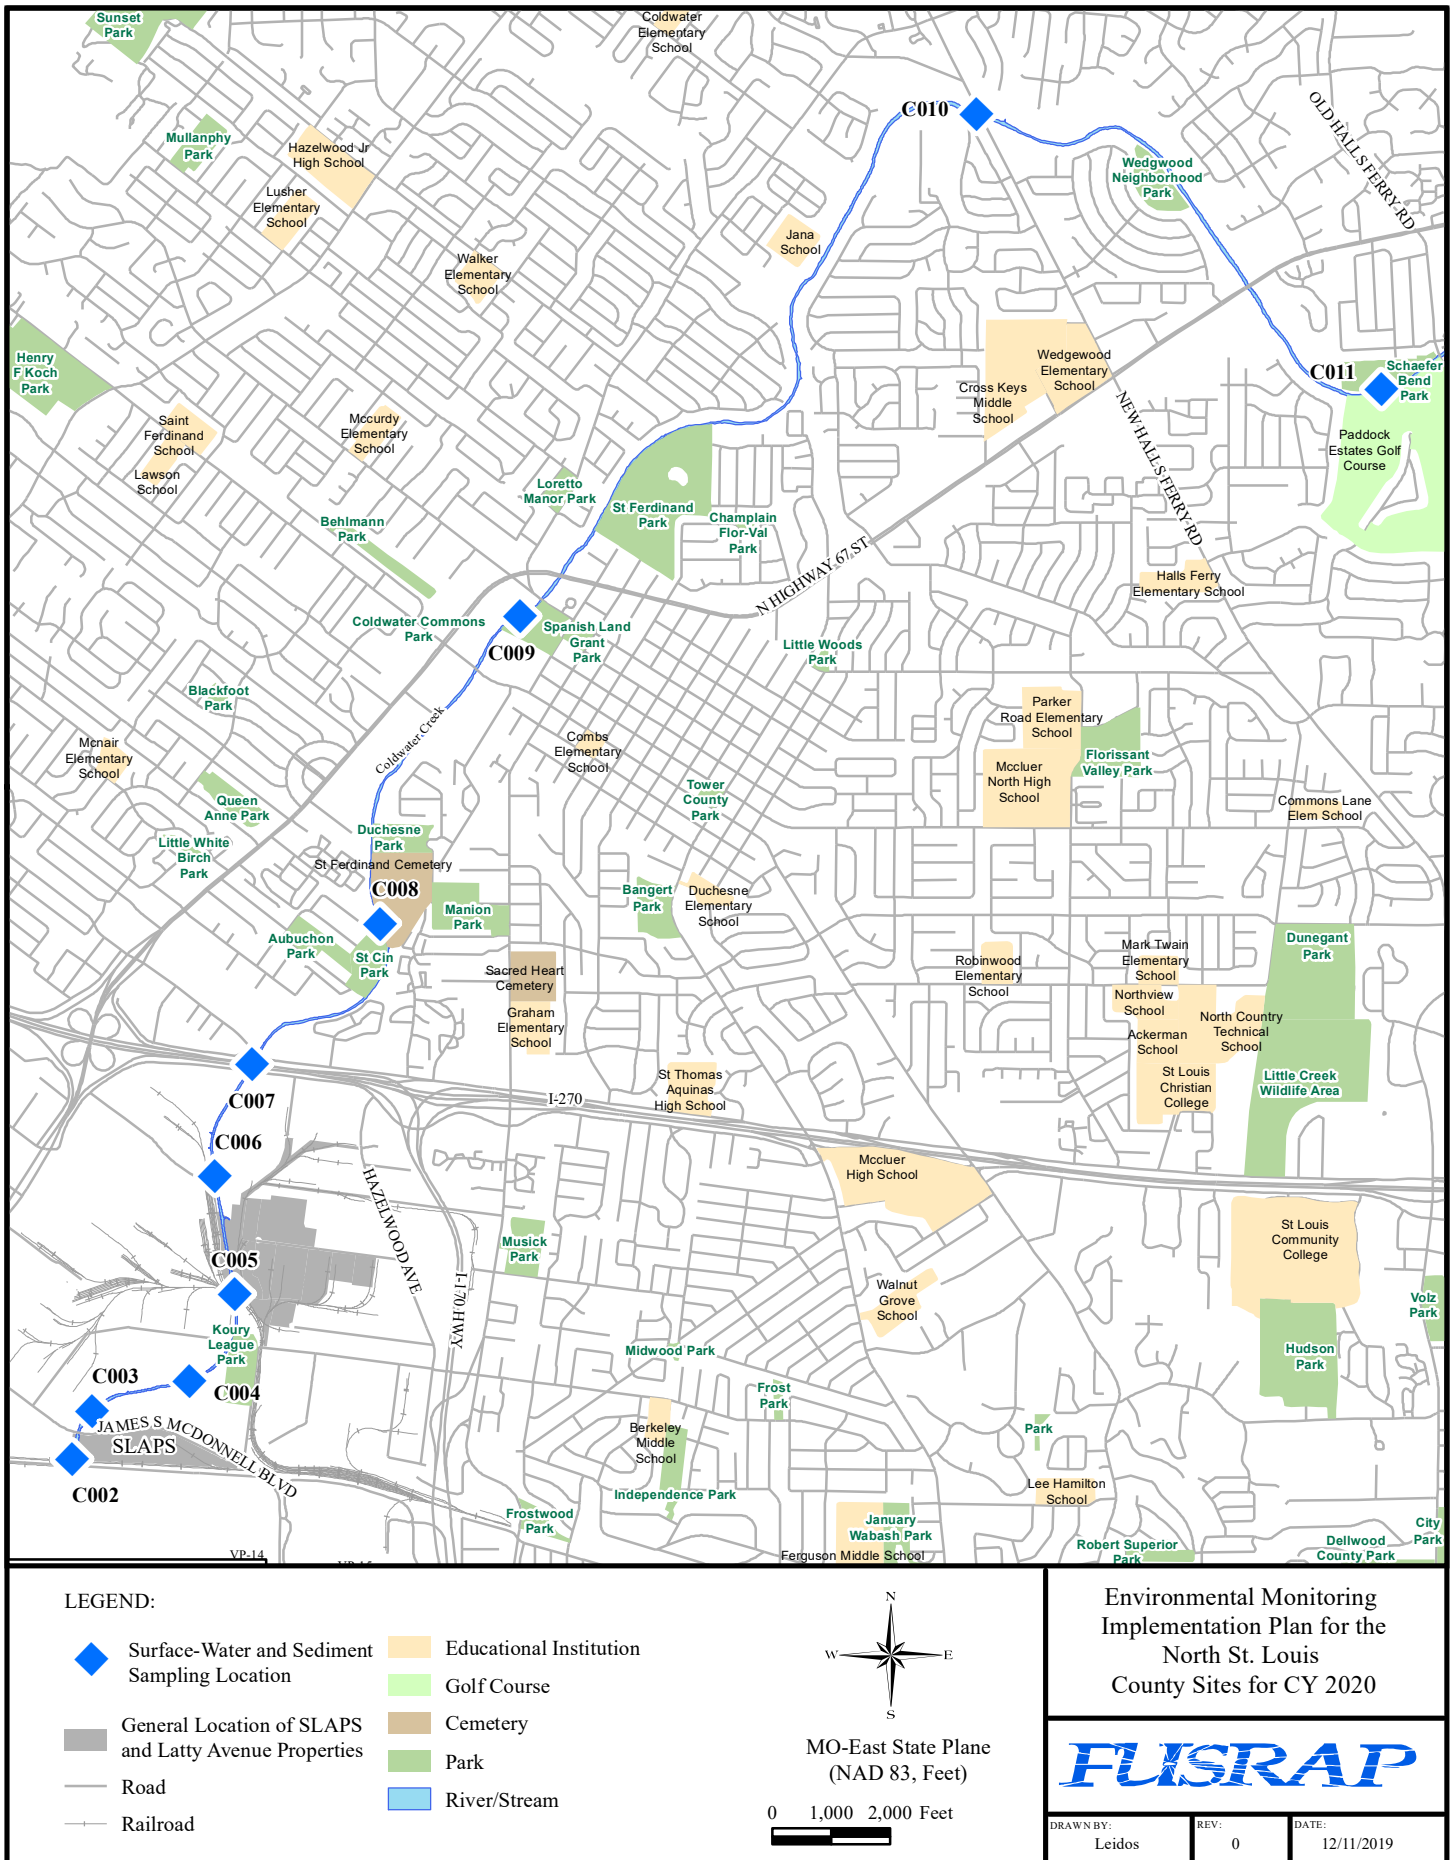 Sunset
Park
Coldwater
Elementary
School
C010
OLD HALLS FERRY RD
Mullanphy
Park
Hazelwood Jr
High School
Wedgwood
Neighborhood
Park
Lusher
Elementary
School
Jana
School
Walker
Elementary
School
Henry
F Koch
Park
Wedgewood
Elementary
School
Cross Keys
Middle
School
C011
Schaefer
Bend
Park
NEW HALLS FERRY RD
Saint
Ferdinand
School
Mccurdy
Elementary
School
Paddock
Estates Golf
Course
Lawson
School
Loretto
Manor Park
St Ferdinand
Park
Champlain
Flor-Val
Park
Behlmann
Park
N HIGHWAY 67 ST
Halls Ferry
Elementary School
Coldwater Commons
Park
C009
Spanish Land
Grant
Park
Little Woods
Park
Blackfoot
Park
Coldwater Creek
Parker
Road Elementary
School
Mcnair
Elementary
School
Combs
Elementary
School
Mccluer
North High
School
Florissant
Valley Park
Queen
Anne Park
Tower
County
Park
Commons Lane
Elem School
Little White
Birch
Park
Duchesne
Park
St Ferdinand Cemetery
C008
Manion
Park
Bangert
Park
Duchesne
Elementary
School
Aubuchon
Park
St Cin
Park
Sacred Heart
Cemetery
Graham
Elementary
School
Robinwood
Elementary
School
Mark Twain
Elementary
School
Dunegant
Park
Northview
School
North Country
Technical
School
Ackerman
School
St Louis
Christian
College
Little Creek
Wildlife Area
St Thomas
Aquinas
High School
C007
I-270
C006
Mccluer
High School
HAZELWOOD AVE
Musick
Park
St Louis
Community
College
C005
I-170 HWY
Walnut
Grove
School
Volz
Park
Koury
League
Park
Midwood Park
Hudson
Park
C003
C004
Frost
Park
JAMES S MCDONNELL BLVD
SLAPS
Berkeley
Middle
School
Park
C002
Independence Park
Lee Hamilton
School
Frostwood
Park
January
Wabash Park
Ferguson Middle School
Robert Superior
Park
Dellwood
County Park
City
Park
VP-14
LEGEND:
Surface-Water and Sediment
Sampling Location
General Location of SLAPS
and Latty Avenue Properties
Road
Railroad
Educational Institution
Golf Course
Cemetery
Park
River/Stream
N
W
E
S
MO-East State Plane
(NAD 83, Feet)
0 1,000 2,000 Feet
Environmental Monitoring
Implementation Plan for the
North St. Louis
County Sites for CY 2020
FUSRAP
DRAWN BY:
Leidos
REV:
0
DATE:
12/11/2019